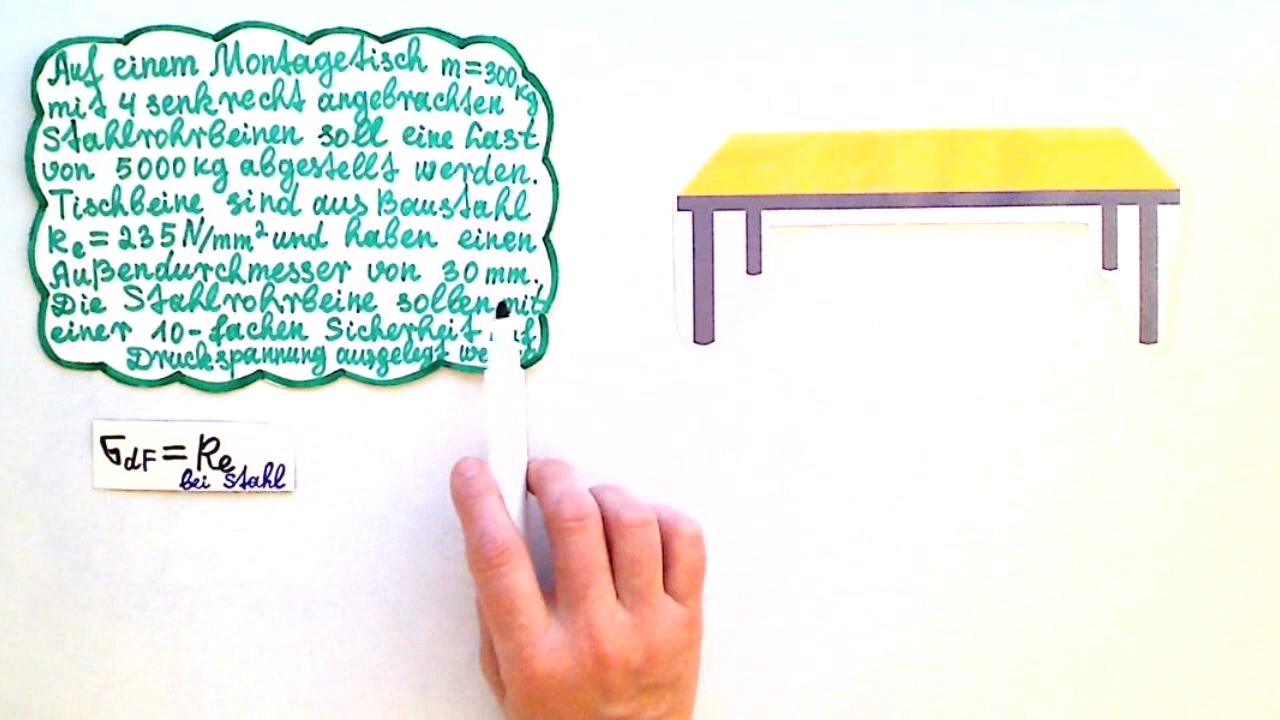 Auf einem Montagetisch m=300kg
mit 4 senkrecht angebrachten
Stahlrohrbeinen soll eine Last
von 5000 kg abgestellt werden.
Tischbeine sind aus Baustahl
Re = 235 N/mm² und haben einen
Außendurchmesser von 30 mm.
Die Stahlrohrbeine sollen mit
einer 10-fachen Sicherheit
Druckspannung ausgelegt
σdF = Re
bei Stahl